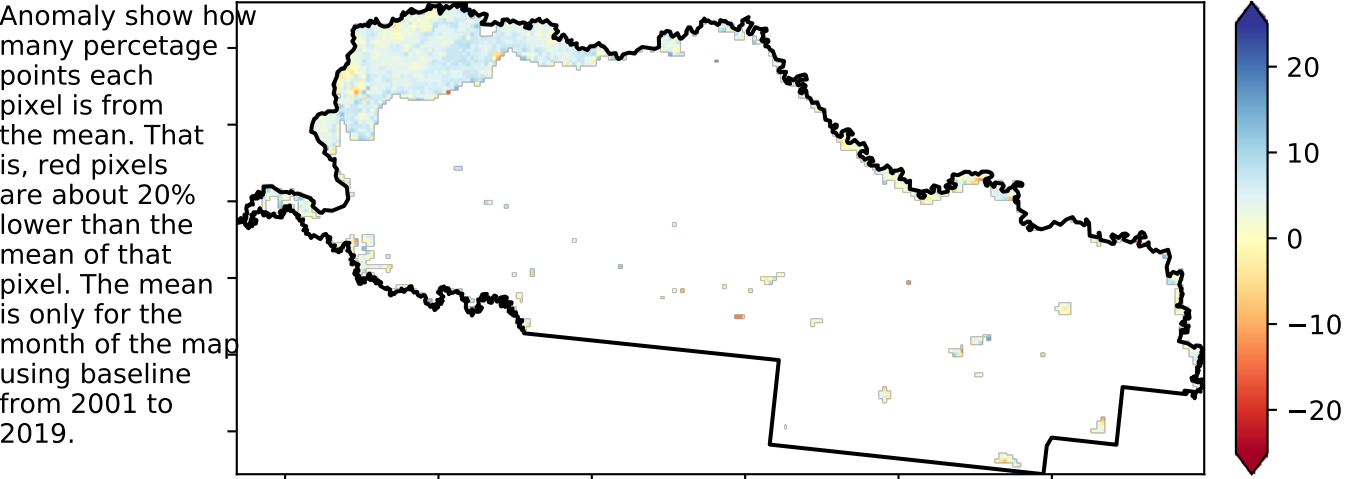 Anomaly show how
many percetage
points each
pixel is from
the mean. That
is, red pixels
are about 20%
lower than the
mean of that
pixel. The mean
is only for the
month of the map
using baseline
from 2001 to
2019.
20
10
0
−10
−20